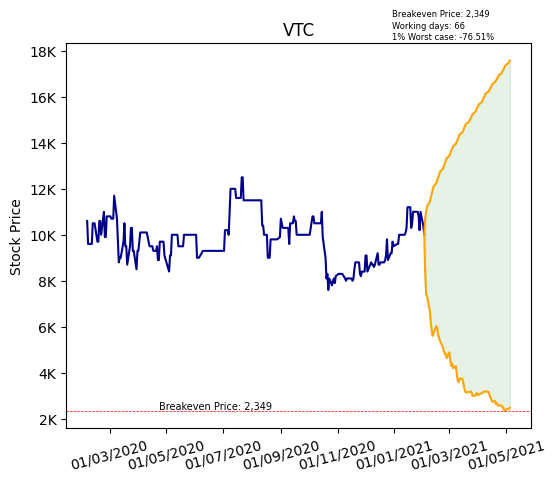 Breakeven Price: 2,349
Working days: 66
1% Worst case: -76.51%
VTC
Stock Price
18K
16K
14K
12K
10K
8K
6K
4K
2K
Breakeven Price: 2,349
01/03/2020
01/05/2020
01/07/2020
01/09/2020
01/11/2020
01/01/2021
01/03/2021
01/05/2021